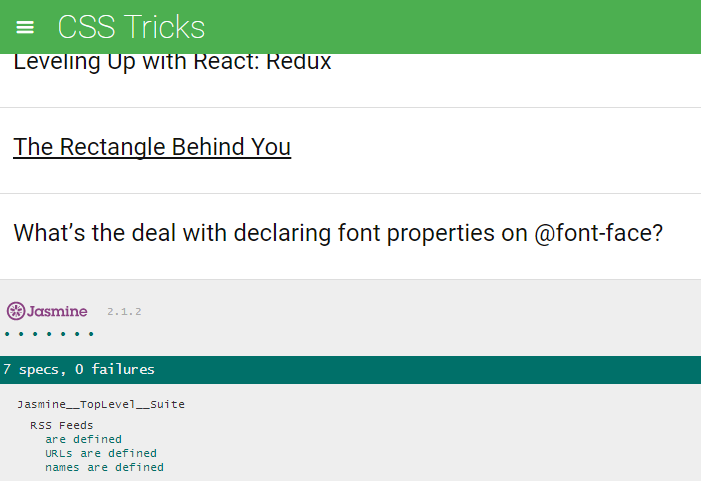 CSS Tricks
Leveling Up with React: Redux
The Rectangle Behind You
What’s the deal with declaring font properties on @font-face?
Jasmine 2.1.2
• • • • • • •
7 specs, 0 failures
Jasmine__TopLevel__Suite
RSS Feeds
are defined
URLs are defined
names are defined